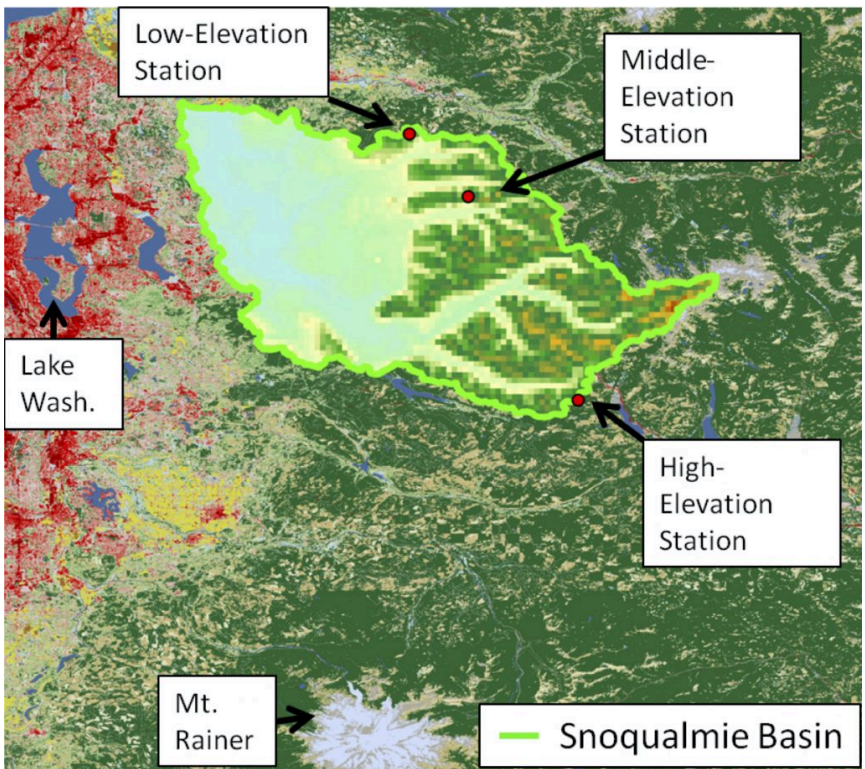 Low-Elevation
Station
Middle-
Elevation
Station
Lake
Wash.
High-
Elevation
Station
Mt.
Rainer
Snoqualmie Basin